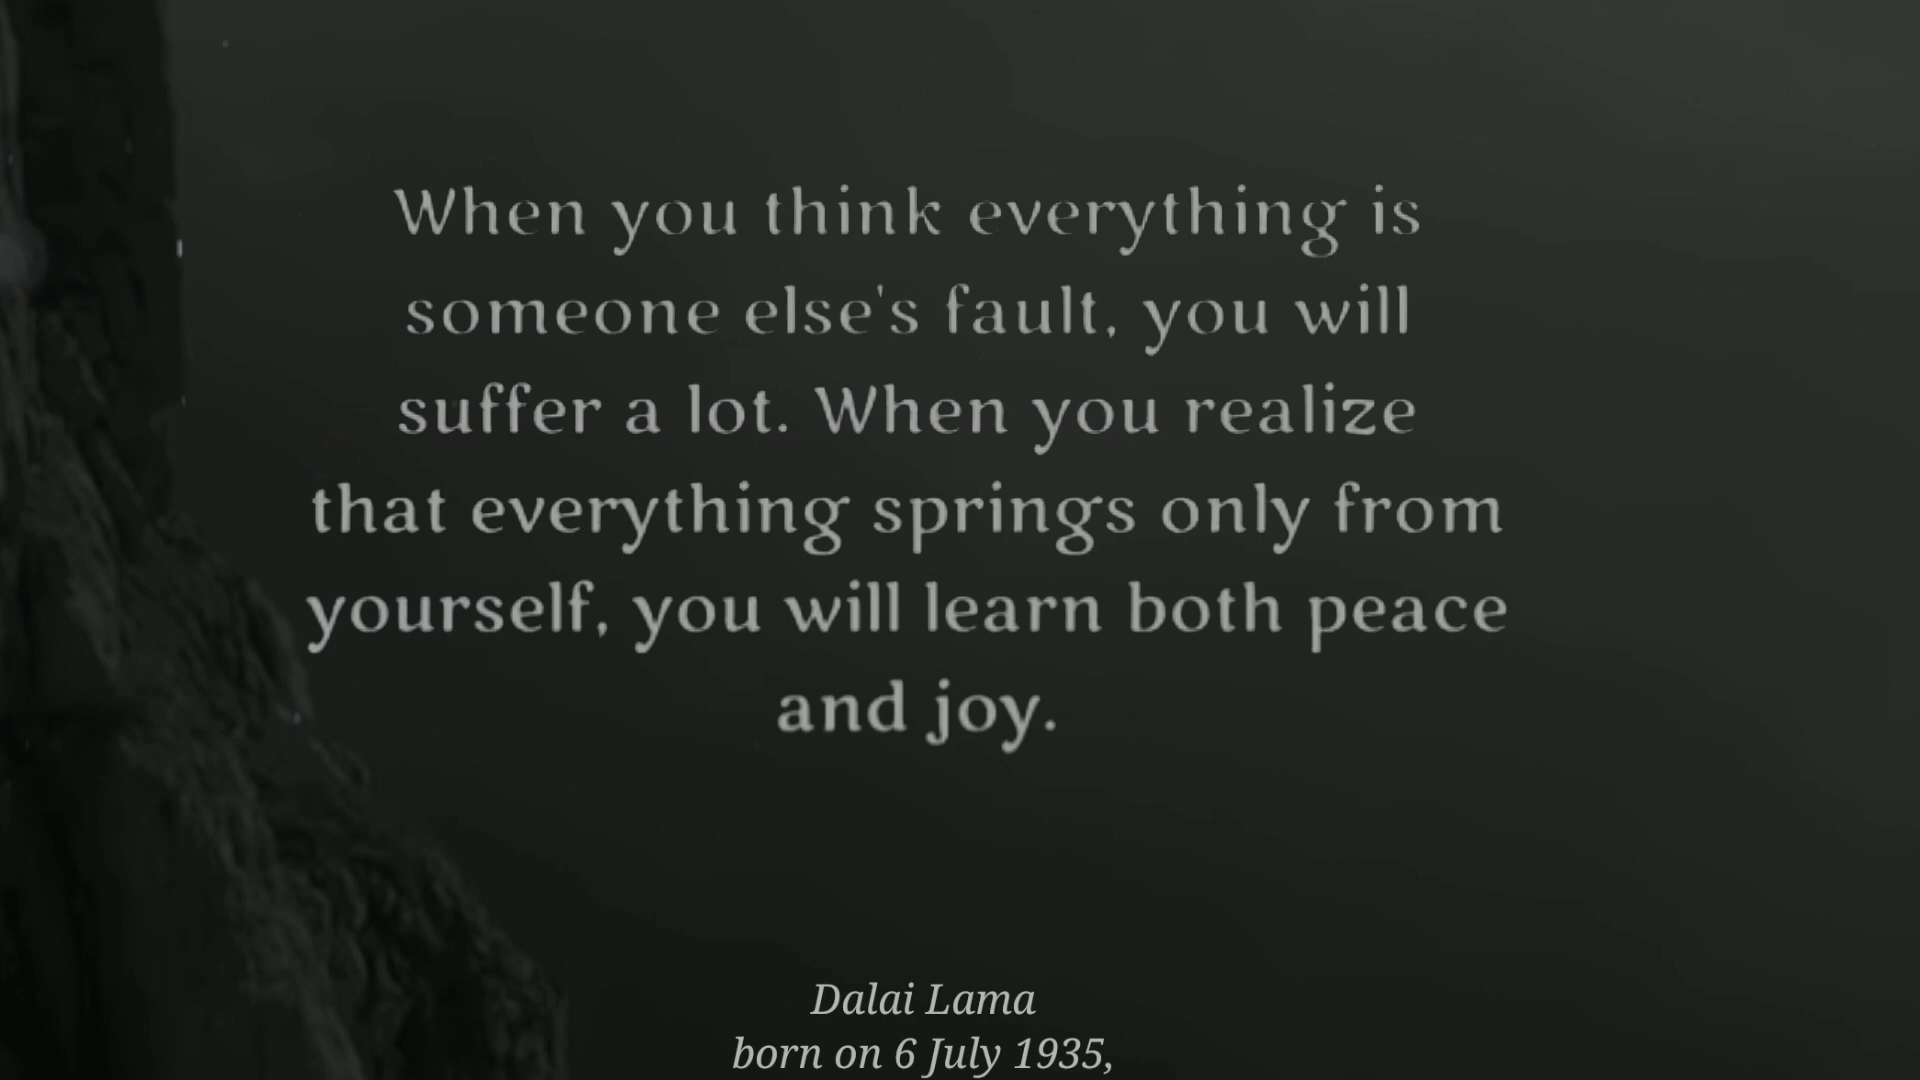 When you think everything is
someone else's fault, you will
suffer a lot. When you realize
that everything springs only from
yourself, you will learn both peace
and joy.
Dalai Lama
born on 6 July 1935,